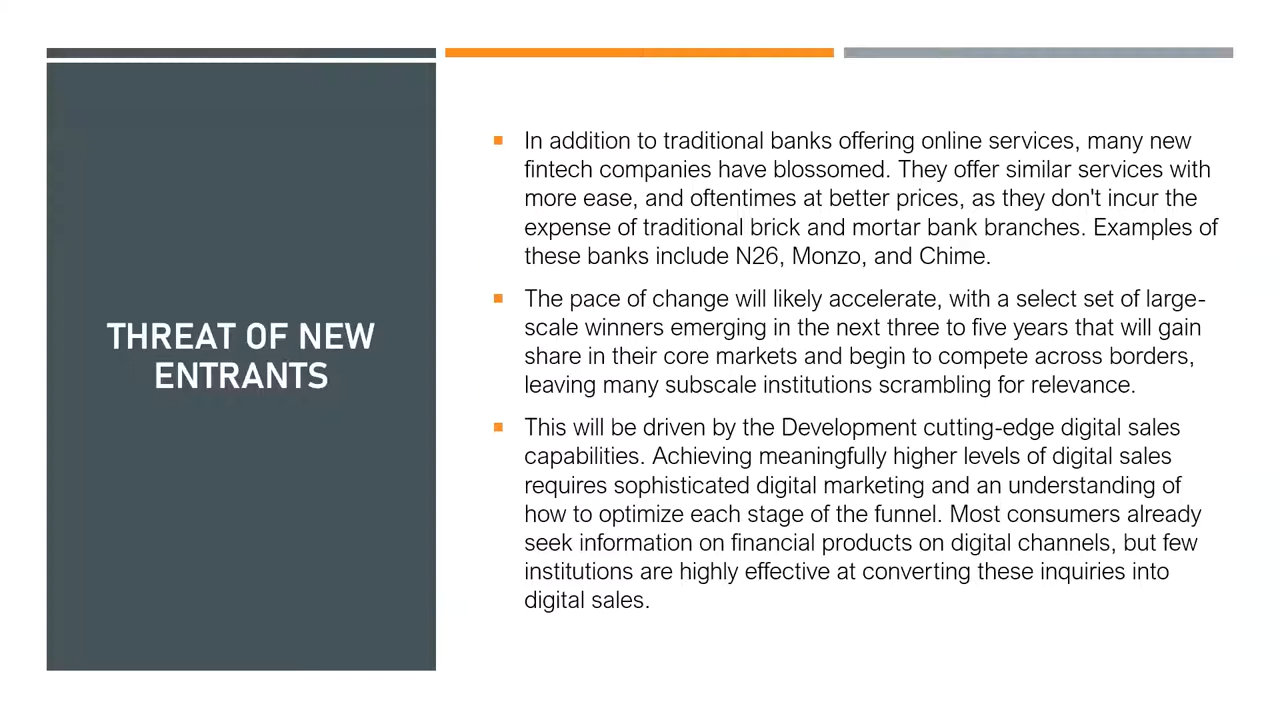 THREAT OF NEW
ENTRANTS
In addition to traditional banks offering online services, many new
fintech companies have blossomed. They offer similar services with
more ease, and oftentimes at better prices, as they don't incur the
expense of traditional brick and mortar bank branches. Examples of
these banks include N26, Monzo, and Chime.
The pace of change will likely accelerate, with a select set of large-
scale winners emerging in the next three to five years that will gain
share in their core markets and begin to compete across borders,
leaving many subscale institutions scrambling for relevance.
This will be driven by the Development cutting-edge digital sales
capabilities. Achieving meaningfully higher levels of digital sales
requires sophisticated digital marketing and an understanding of
how to optimize each stage of the funnel. Most consumers already
seek information on financial products on digital channels, but few
institutions are highly effective at converting these inquiries into
digital sales.